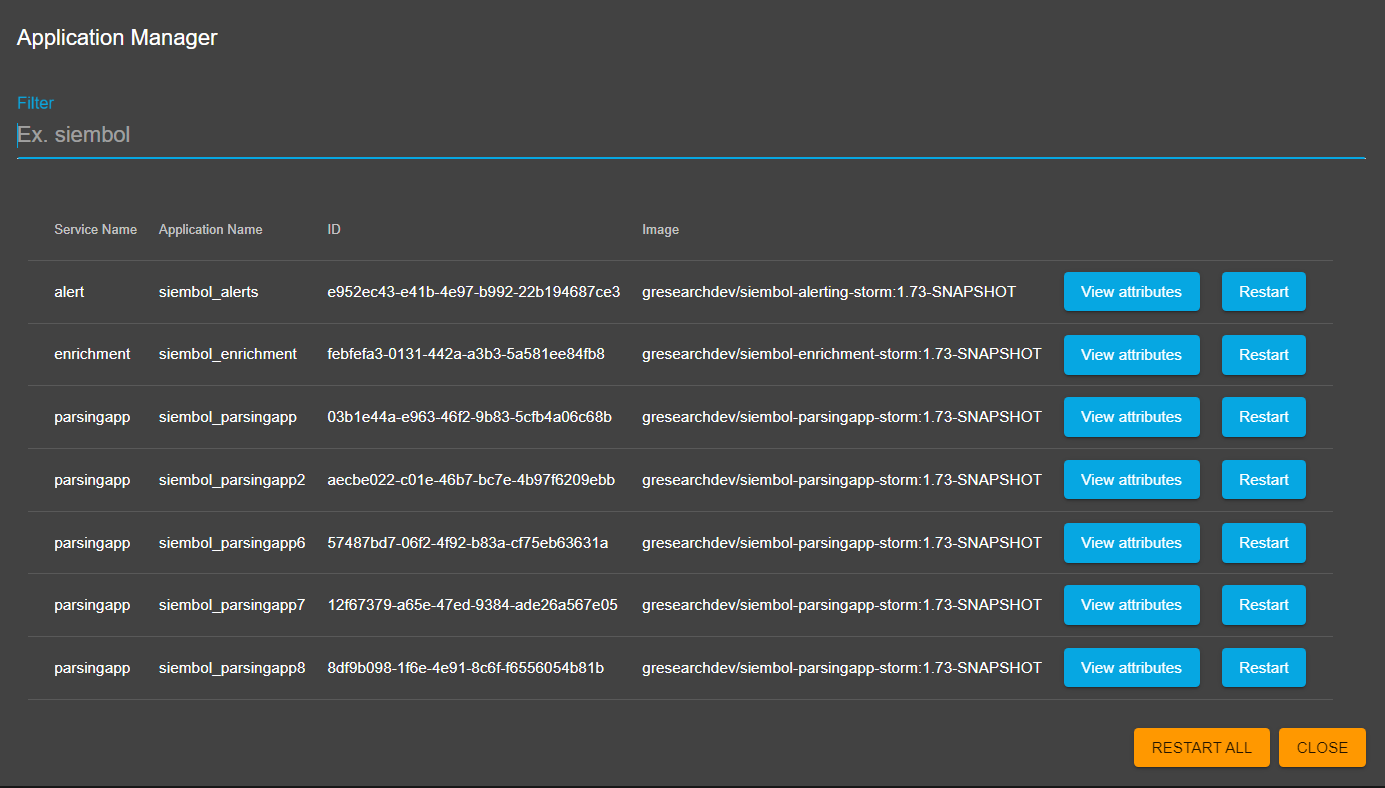 Application Manager
Filter
Ex. siembol
Service Name Application Name ID Image
alert siembol_alerts e952ec43-e41b-4e97-b992-22b194687ce3 gresearchdev/siembol-alerting-storm:1.73-SNAPSHOT View attributes Restart
enrichment siembol_enrichment febfefa3-0131-442a-a3b3-5a581ee84fb8 gresearchdev/siembol-enrichment-storm:1.73-SNAPSHOT View attributes Restart
parsingapp siembol_parsingapp 03b1e44a-e963-46f2-9b83-5cfb4a06c68b gresearchdev/siembol-parsingapp-storm:1.73-SNAPSHOT View attributes Restart
parsingapp siembol_parsingapp2 aecbe022-c01e-46b7-bc7e-4b97f6209ebb gresearchdev/siembol-parsingapp-storm:1.73-SNAPSHOT View attributes Restart
parsingapp siembol_parsingapp6 57487bd7-06f2-4f92-b83a-cf75eb63631a gresearchdev/siembol-parsingapp-storm:1.73-SNAPSHOT View attributes Restart
parsingapp siembol_parsingapp7 12f67379-a65e-47ed-9384-ade26a567e05 gresearchdev/siembol-parsingapp-storm:1.73-SNAPSHOT View attributes Restart
parsingapp siembol_parsingapp8 8df9b098-1f6e-4e91-8c6f-f6556054b81b gresearchdev/siembol-parsingapp-storm:1.73-SNAPSHOT View attributes Restart
RESTART ALL CLOSE